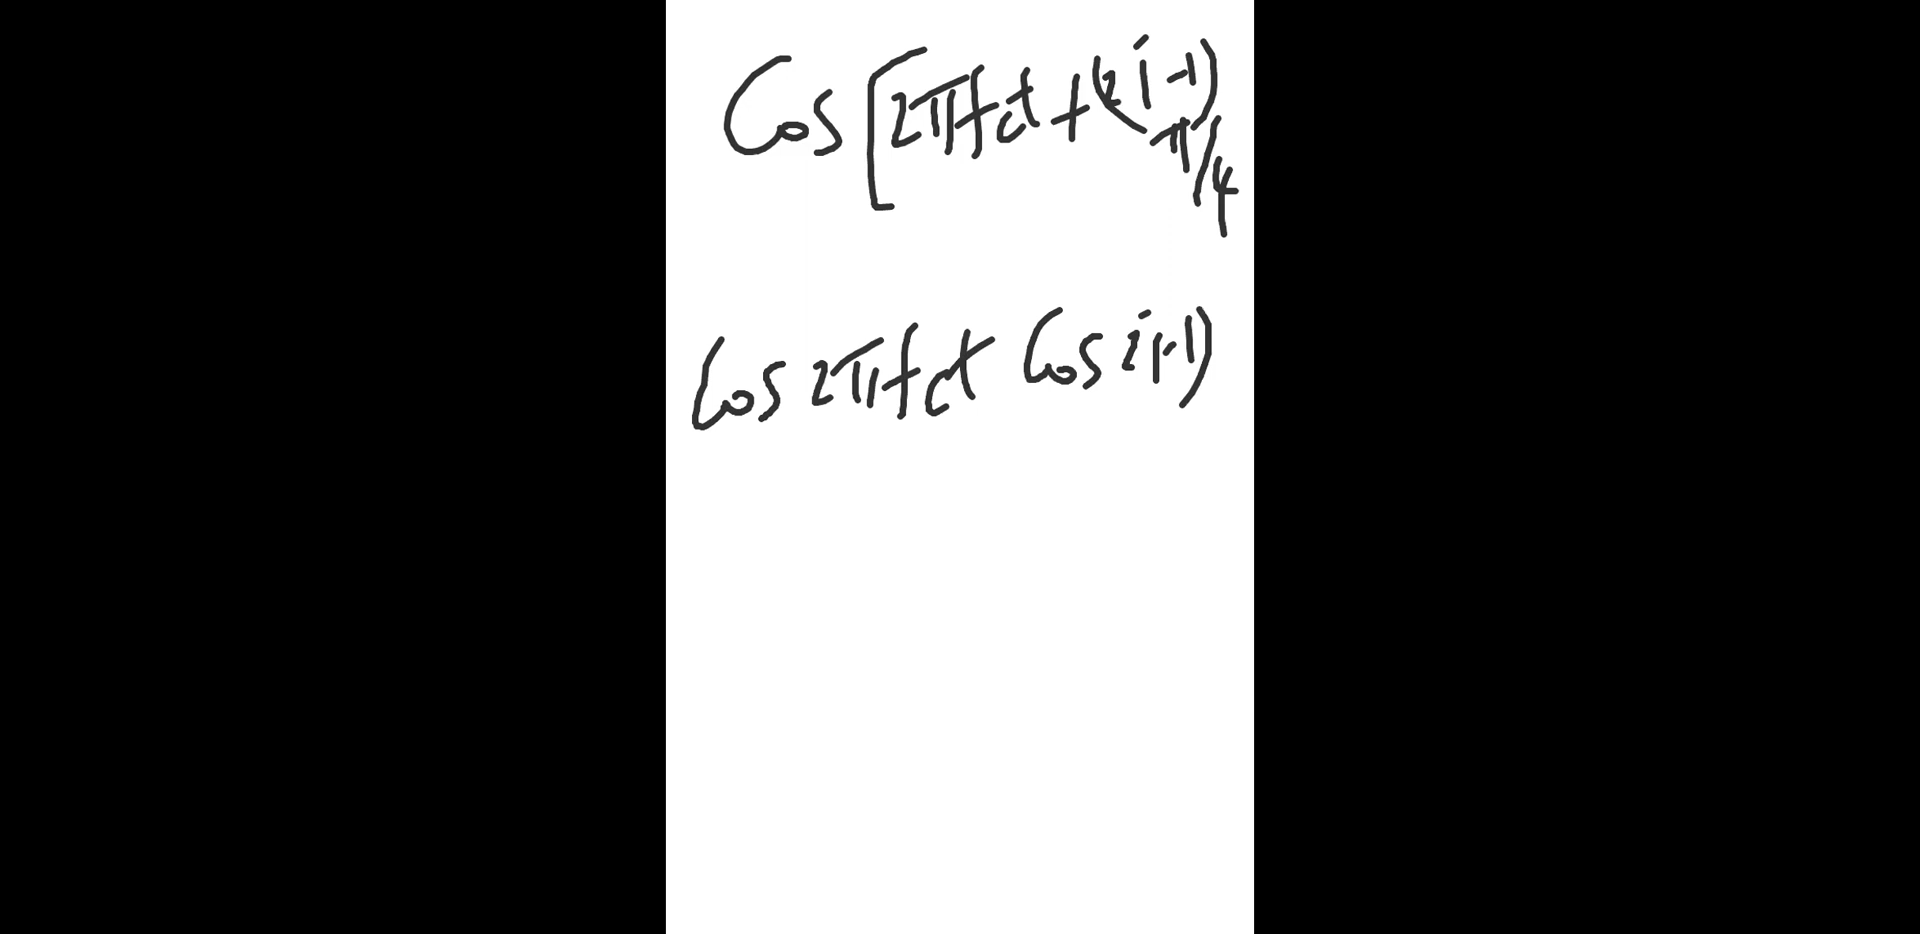 Cos [2πfct + (2i-1)π/4
Cos 2πfct Cos 2i-1)